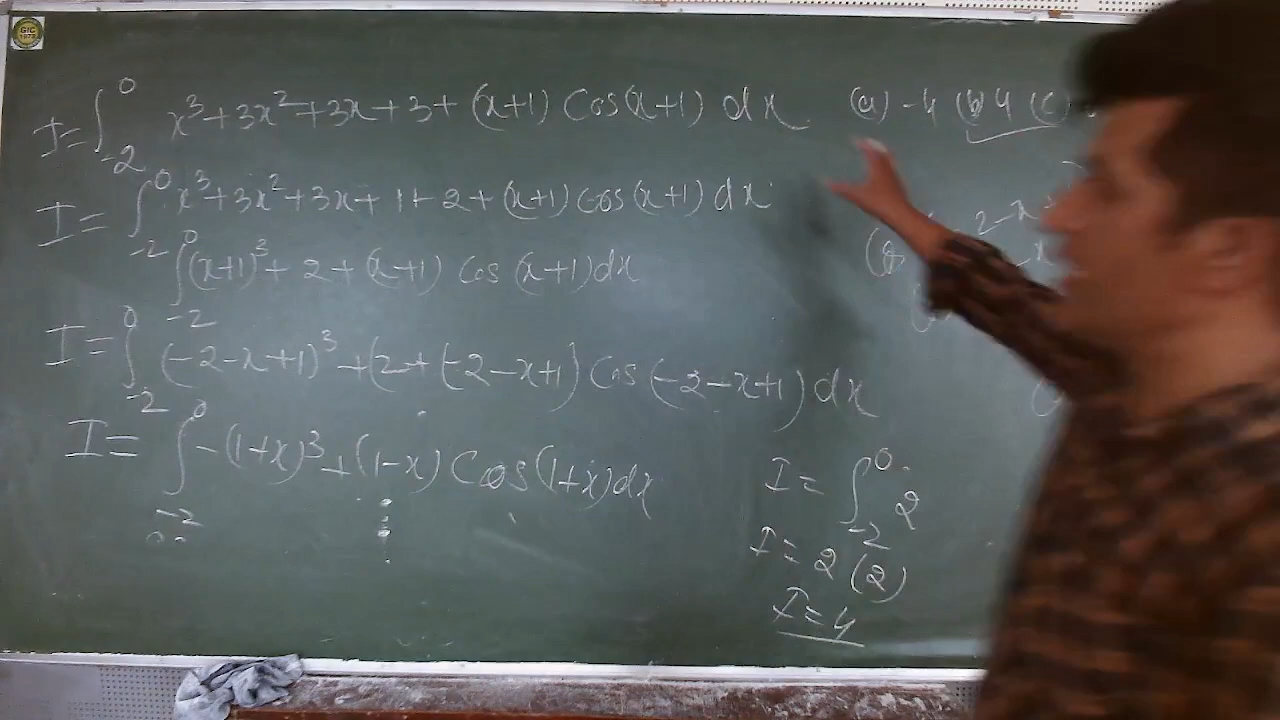 GIC
I = ∫_{-2}^{0} x³+3x²+3x+3+(x+1) Cos(x+1) dx. (a) -4 (b) 4 (c)
I = ∫_{-2}^{0} x³+3x²+3x+1+2+(x+1) Cos(x+1) dx
∫_{-2}^{0} (x+1)³+2+(x+1) Cos(x+1)dx
I = ∫_{-2}^{0} (-2-x+1)³+(2+(-2-x+1) Cos(-2-x+1) dx
I = ∫_{-2}^{0} -(1+x)³+(1-x) Cos(1+x)dx
I = ∫_{-2}^{0} 2
I = 2(2)
I = 4